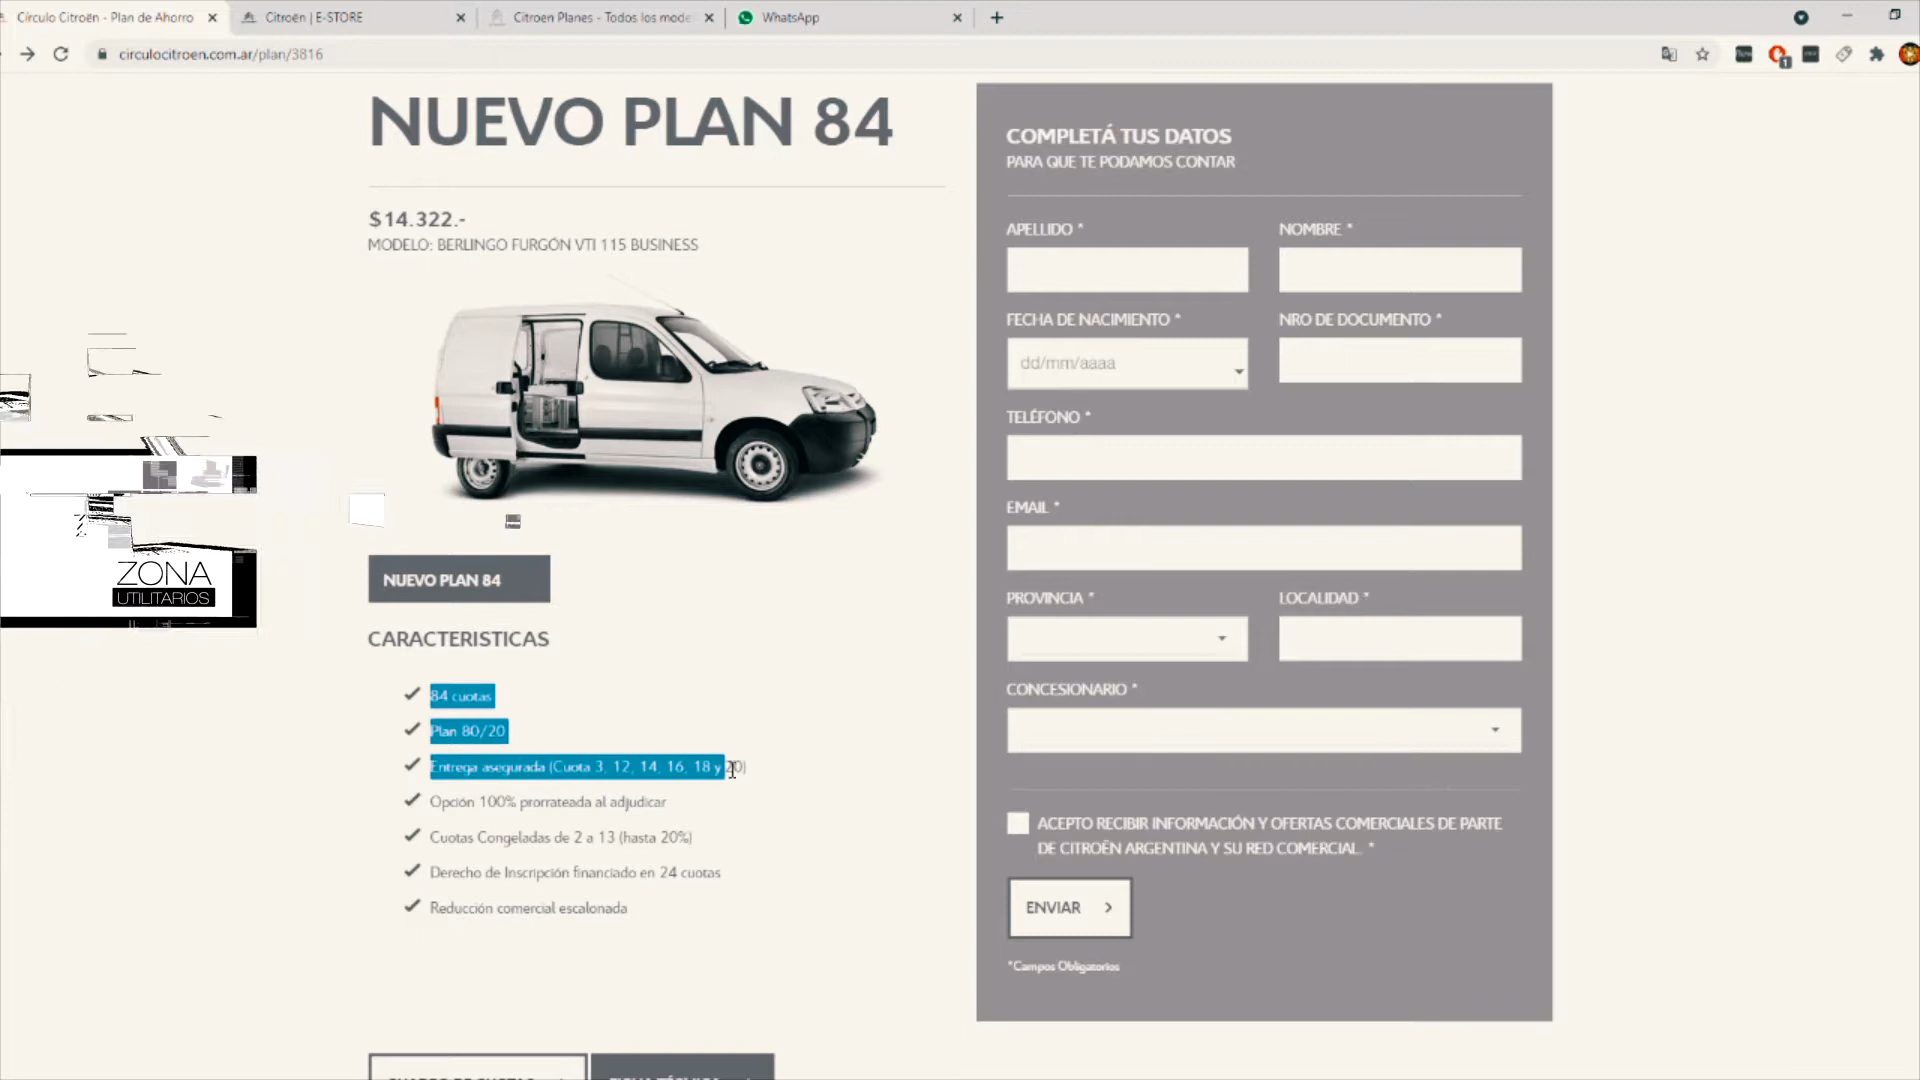 Círculo Citroën - Plan de Ahorro
Citroën | E-STORE
Citroen Planes - Todos los mode
WhatsApp
circulocitroen.com.ar/plan/3816
NUEVO PLAN 84
$14.322.-
MODELO: BERLINGO FURGÓN VTI 115 BUSINESS
ZONA
UTILITARIOS
NUEVO PLAN 84
CARACTERISTICAS
84 cuotas
Plan 80/20
Entrega asegurada (Cuota 3, 12, 14, 16, 18 y 20)
Opción 100% prorrateada al adjudicar
Cuotas Congeladas de 2 a 13 (hasta 20%)
Derecho de Inscripción financiado en 24 cuotas
Reducción comercial escalonada
COMPLETÁ TUS DATOS
PARA QUE TE PODAMOS CONTAR
APELLIDO *
NOMBRE *
FECHA DE NACIMIENTO *
NRO DE DOCUMENTO *
dd/mm/aaaa
TELÉFONO *
EMAIL *
PROVINCIA *
LOCALIDAD *
CONCESIONARIO *
ACEPTO RECIBIR INFORMACIÓN Y OFERTAS COMERCIALES DE PARTE
DE CITROËN ARGENTINA Y SU RED COMERCIAL. *
ENVIAR
*Campos Obligatorios